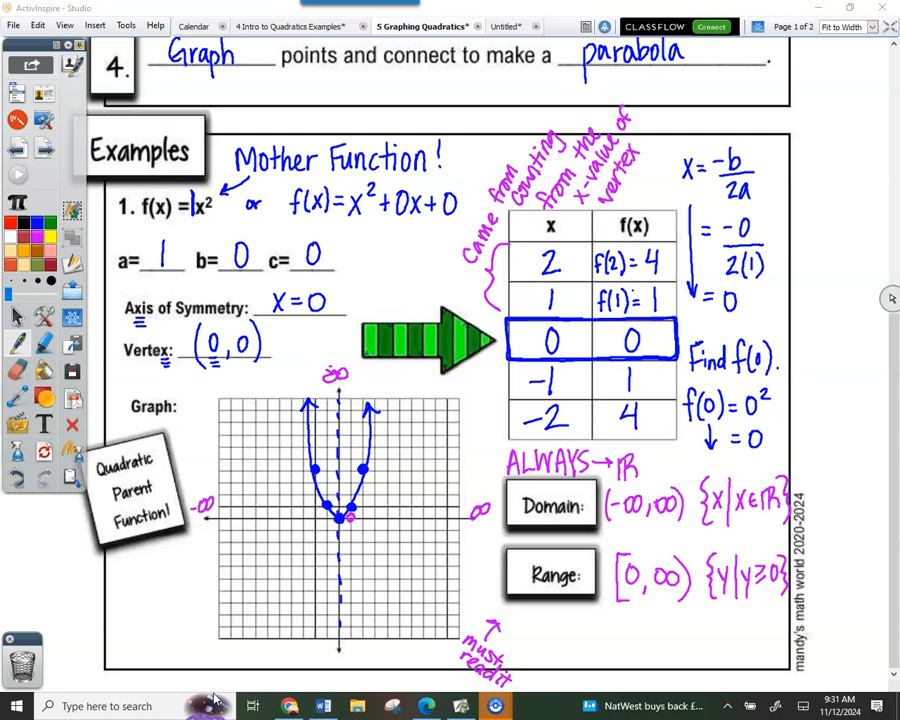 ActivInspire - Studio
File Edit View Insert Tools Help
Calendar
4 Intro to Quadratics Examples*
5 Graphing Quadratics*
Untitled*
CLASSFLOW Connect
Page 1 of 2
Fit to Width
4. Graph points and connect to make a parabola.
Examples
Mother Function!
1. f(x) = 1x² or f(x) = x² + 0x + 0
a= 1 b= 0 c= 0
Axis of Symmetry: x = 0
Vertex: (0, 0)
Graph:
Quadratic
Parent
Function!
∞
-∞
∞
0
Came from
counting
from the
x-value of
vertex
x f(x)
2 f(2) = 4
1 f(1) = 1
0 0
-1 1
-2 4
x = -b
2a
= -0
2(1)
= 0
Find f(0).
f(0) = 0²
= 0
ALWAYS → ℝ
Domain: (-∞, ∞) {x | x ∈ ℝ}
Range: [0, ∞) {y | y ≥ 0}
↑
must
read it
mandy's math world 2020-2024
Type here to search
NatWest buys back £...
9:31 AM
11/12/2024